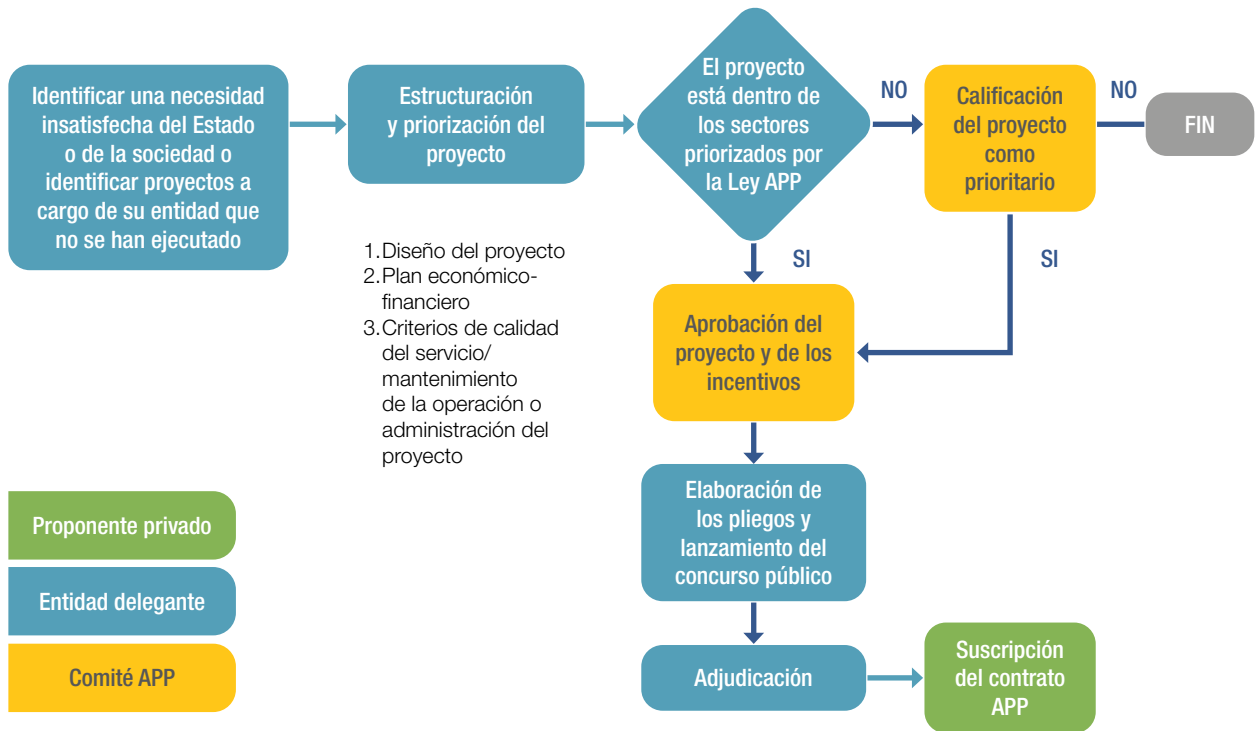 Identificar una necesidad
insatisfecha del Estado
o de la sociedad o
identificar proyectos a
cargo de su entidad que
no se han ejecutado
Estructuración
y priorización del
proyecto
El proyecto
está dentro de
los sectores
priorizados por
la Ley APP
NO
Calificación
del proyecto
como
prioritario
NO
FIN
1.Diseño del proyecto
2.Plan económico-
financiero
3.Criterios de calidad
del servicio/
mantenimiento
de la operación o
administración del
proyecto
SI
SI
Aprobación del
proyecto y de los
incentivos
Elaboración de
los pliegos y
lanzamiento del
concurso público
Adjudicación
Suscripción
del contrato
APP
Proponente privado
Entidad delegante
Comité APP